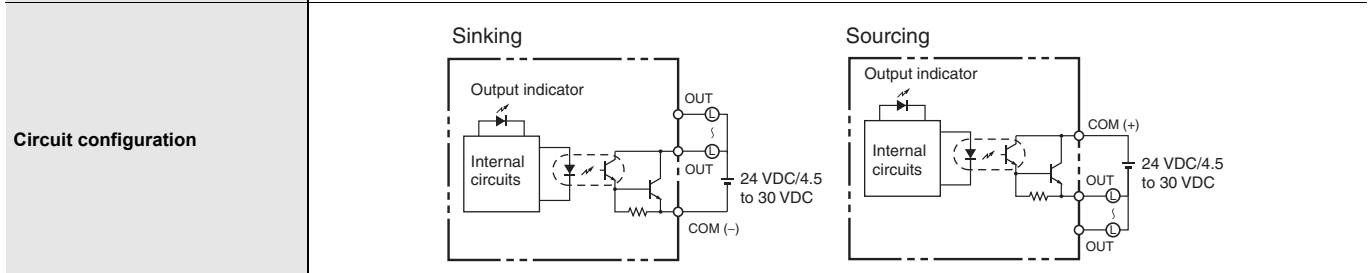 Circuit configuration
Sinking
Output indicator
Internal
circuits
OUT
L
L
OUT
24 VDC/4.5
to 30 VDC
COM (–)
Sourcing
Output indicator
Internal
circuits
COM (+)
24 VDC/4.5
to 30 VDC
OUT
L
L
OUT